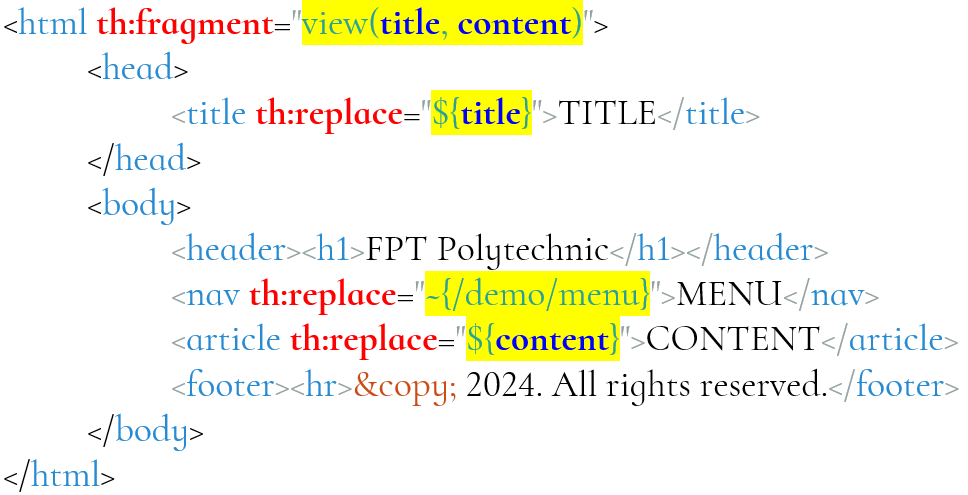 <html th:fragment="view(title, content)">
<head>
<title th:replace="${title}">TITLE</title>
</head>
<body>
<header><h1>FPT Polytechnic</h1></header>
<nav th:replace="~{/demo/menu}">MENU</nav>
<article th:replace="${content}">CONTENT</article>
<footer><hr>&copy; 2024. All rights reserved.</footer>
</body>
</html>